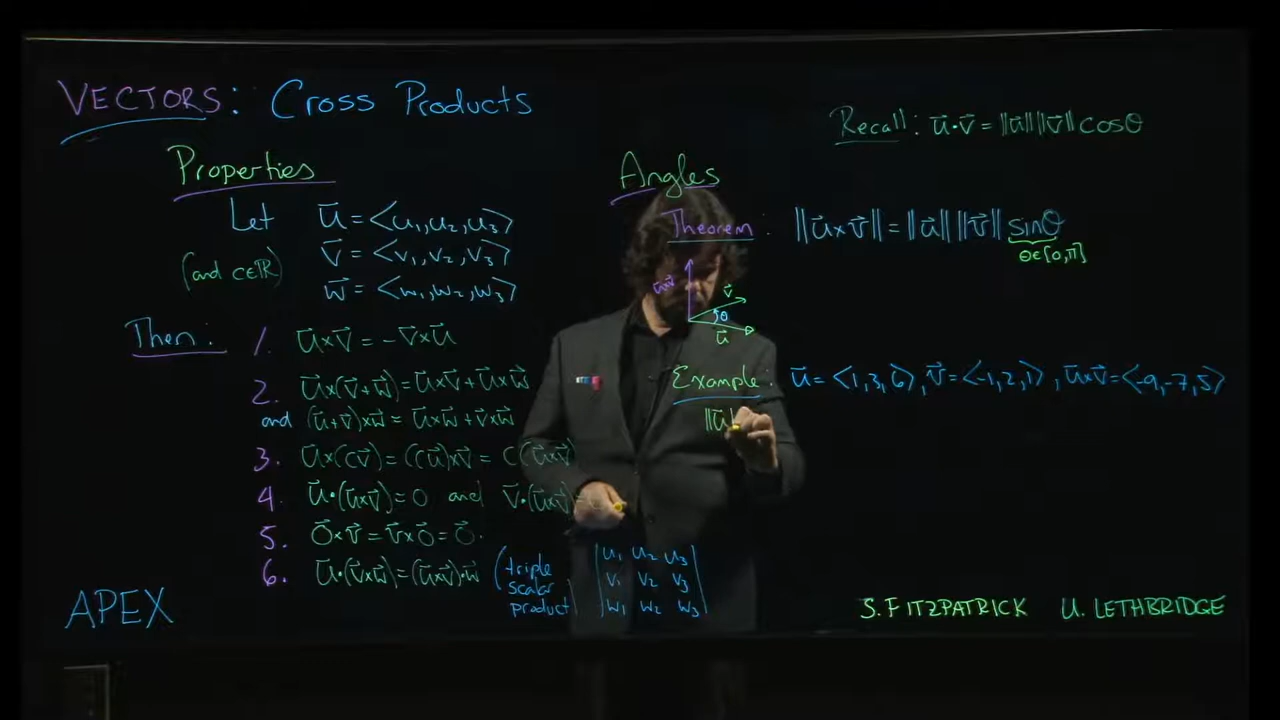 VECTORS: Cross Products
Recall: u⃗·v⃗ = ‖u⃗‖‖v⃗‖ cosθ
Properties
Let u⃗ = <u₁,u₂,u₃>
(and c∈ℝ) v⃗ = <v₁,v₂,v₃>
w⃗ = <w₁,w₂,w₃>
Then:
1. u⃗×v⃗ = -v⃗×u⃗
2. u⃗×(v⃗+w⃗) = u⃗×v⃗ + u⃗×w⃗
and (u⃗+v⃗)×w⃗ = u⃗×w⃗ + v⃗×w⃗
3. u⃗×(cv⃗) = (cu⃗)×v⃗ = c(u⃗×v⃗)
4. u⃗·(u⃗×v⃗) = 0 and v⃗·(u⃗×v⃗)
5. 0⃗×v⃗ = v⃗×0⃗ = 0⃗.
6. u⃗·(v⃗×w⃗) = (u⃗×v⃗)·w⃗
(triple
scalar
product)
u₁ u₂ u₃
v₁ v₂ v₃
w₁ w₂ w₃
Angles
Theorem: ‖u⃗×v⃗‖ = ‖u⃗‖ ‖v⃗‖ sinθ
θ∈[0,π]
u⃗×v⃗
v⃗
θ
u⃗
Example: u⃗ = <1,3,6>, v⃗ = <-1,2,1>, u⃗×v⃗ = <-9,-7,5>
‖u⃗|
APEX
S. FITZPATRICK U. LETHBRIDGE